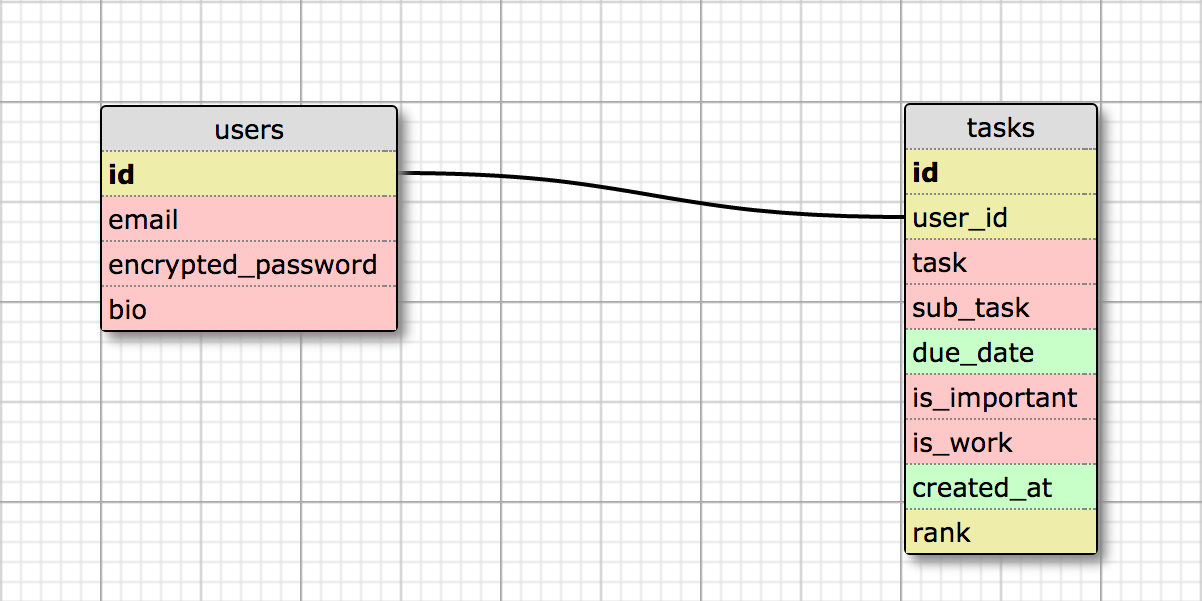 users
id
email
encrypted_password
bio
tasks
id
user_id
task
sub_task
due_date
is_important
is_work
created_at
rank